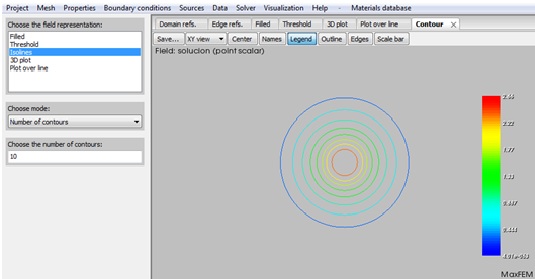 Project Mesh Properties Boundary conditions Sources Data Solver Visualization Help - Materials database
Choose the field representation:
Filled
Threshold
Isolines
3D plot
Plot over line
Choose mode:
Number of contours
Choose the number of contours:
10
Domain refs. Edge refs. Filled Threshold 3D plot Plot over line Contour X
Save... XY view Center Names Legend Outline Edges Scale bar
Field: solucion (point scalar)
2.66
2.22
1.77
1.33
0.887
0.444
MaxFEM